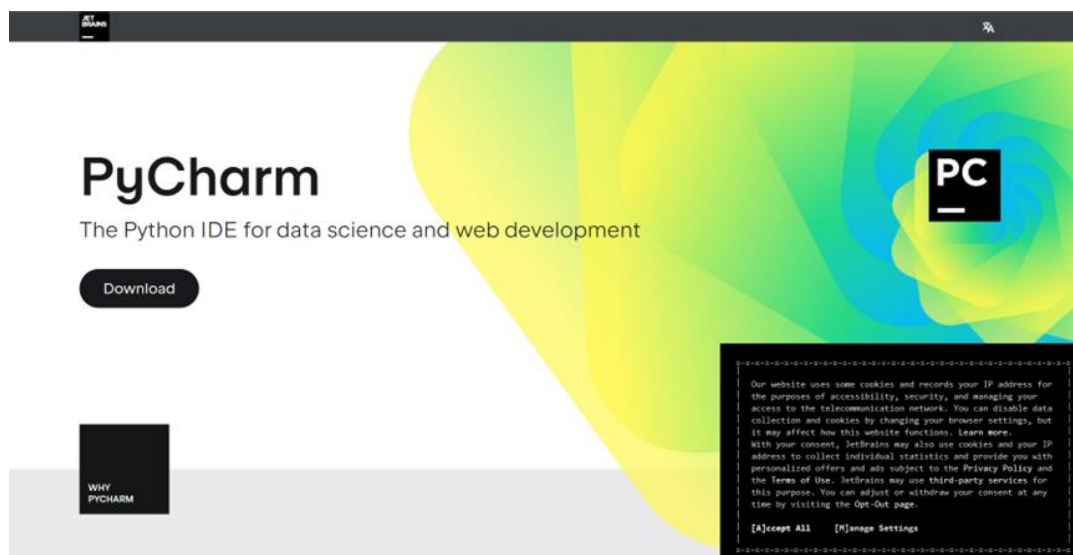 JET
BRAINS
PyCharm
The Python IDE for data science and web development
Download
PC
WHY
PYCHARM
Our website uses some cookies and records your IP address for
the purposes of accessibility, security, and managing your
access to the telecommunication network. You can disable data
collection and cookies by changing your browser settings, but
it may affect how this website functions. Learn more.
With your consent, JetBrains may also use cookies and your IP
address to collect individual statistics and provide you with
personalized offers and ads subject to the Privacy Policy and
the Terms of Use. JetBrains may use third-party services for
this purpose. You can adjust or withdraw your consent at any
time by visiting the Opt-Out page.
[A]ccept All [M]anage Settings